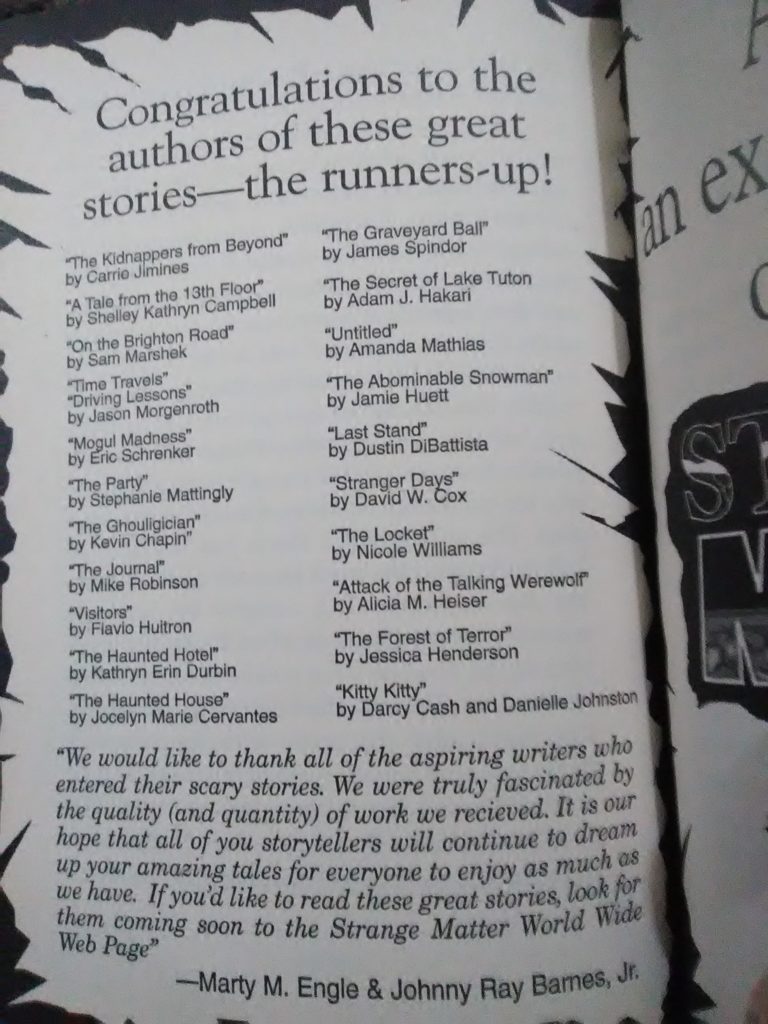 Congratulations to the
authors of these great
stories—the runners-up!
“The Kidnappers from Beyond”
by Carrie Jimines
“A Tale from the 13th Floor”
by Shelley Kathryn Campbell
“On the Brighton Road”
by Sam Marshek
“Time Travels”
“Driving Lessons”
by Jason Morgenroth
“Mogul Madness”
by Eric Schrenker
“The Party”
by Stephanie Mattingly
“The Ghouligician”
by Kevin Chapin”
“The Journal”
by Mike Robinson
“Visitors”
by Flavio Huitron
“The Haunted Hotel”
by Kathryn Erin Durbin
“The Haunted House”
by Jocelyn Marie Cervantes
“The Graveyard Ball”
by James Spindor
“The Secret of Lake Tuton
by Adam J. Hakari
“Untitled”
by Amanda Mathias
“The Abominable Snowman”
by Jamie Huett
“Last Stand”
by Dustin DiBattista
“Stranger Days”
by David W. Cox
“The Locket”
by Nicole Williams
“Attack of the Talking Werewolf”
by Alicia M. Heiser
“The Forest of Terror”
by Jessica Henderson
“Kitty Kitty”
by Darcy Cash and Danielle Johnston
“We would like to thank all of the aspiring writers who
entered their scary stories. We were truly fascinated by
the quality (and quantity) of work we recieved. It is our
hope that all of you storytellers will continue to dream
up your amazing tales for everyone to enjoy as much as
we have. If you’d like to read these great stories, look for
them coming soon to the Strange Matter World Wide
Web Page”
—Marty M. Engle & Johnny Ray Barnes, Jr.
an ex
ST
M